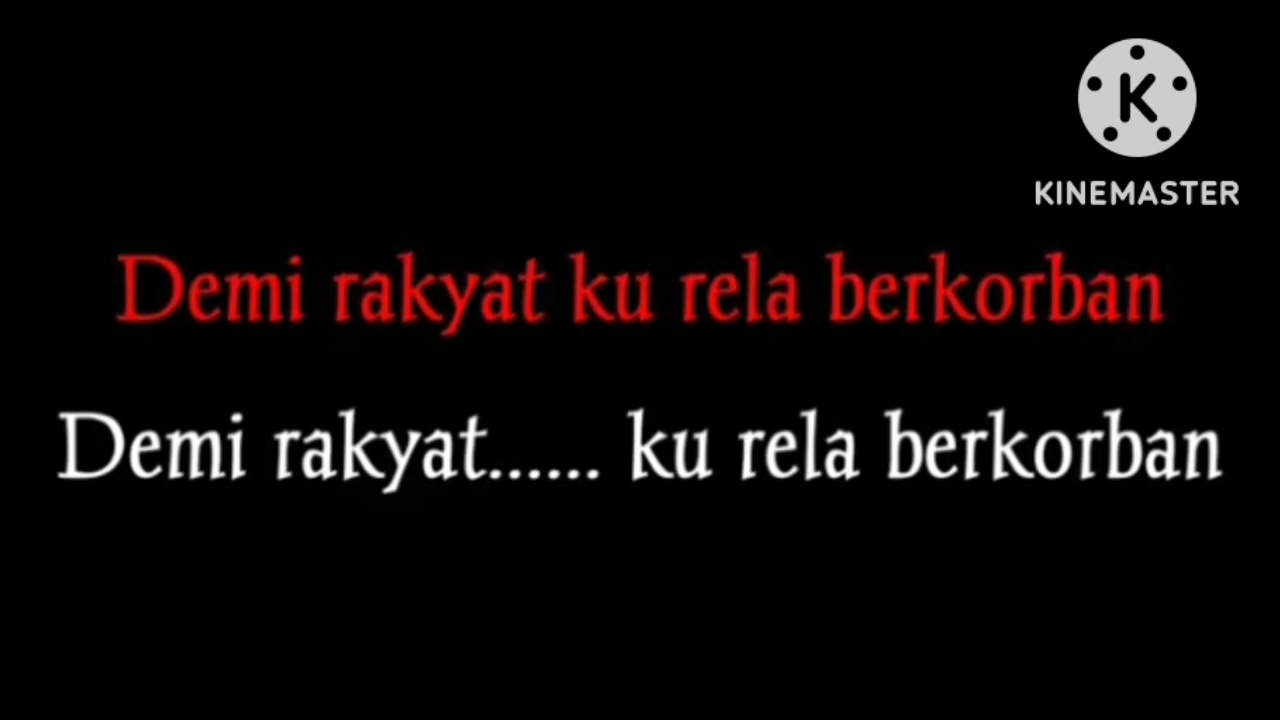 K
KINEMASTER
Demi rakyat ku rela berkorban
Demi rakyat...... ku rela berkorban